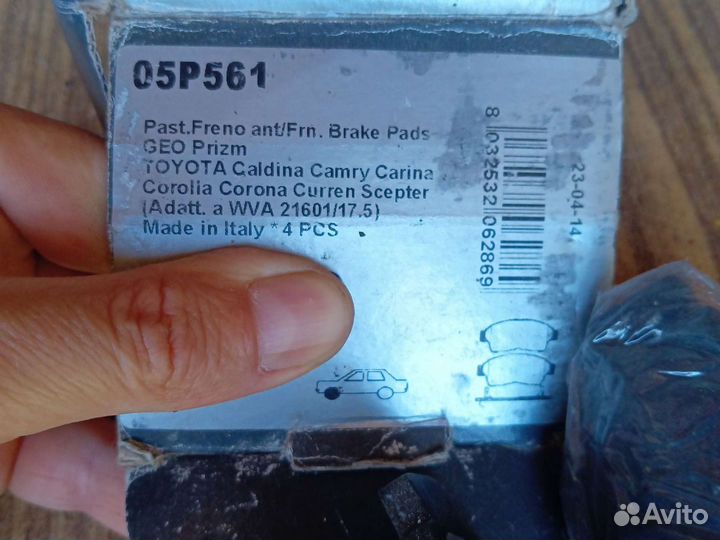 05P561
Past.Freno ant/Frn. Brake Pads
GEO Prizm
TOYOTA Caldina Camry Carina
Corolla Corona Curren Scepter
(Adatt. a WVA 21601/17.5)
Made in Italy * 4 PCS
8 032532 062869
23-04-14
Avito